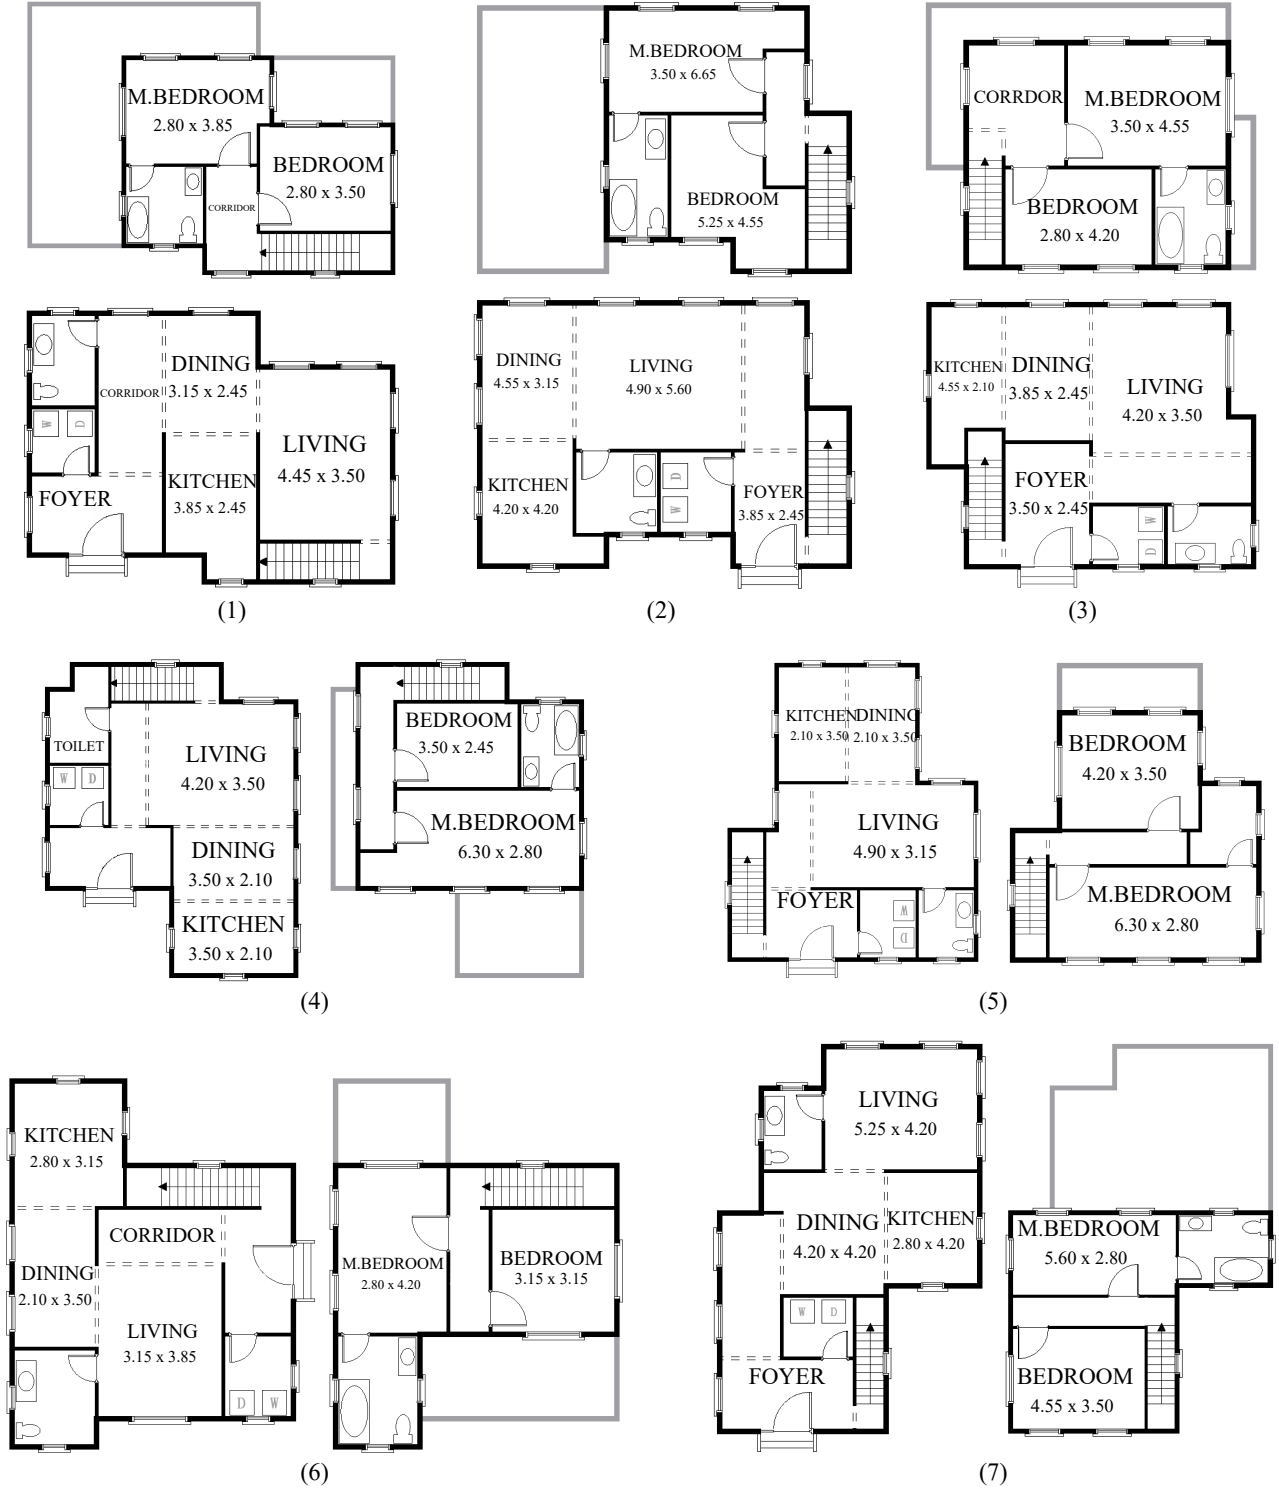 M.BEDROOM
2.80 x 3.85
BEDROOM
2.80 x 3.50
CORRIDOR
DINING
3.15 x 2.45
CORRIDOR
W
D
LIVING
4.45 x 3.50
KITCHEN
3.85 x 2.45
FOYER
(1)
M.BEDROOM
3.50 x 6.65
BEDROOM
5.25 x 4.55
DINING
4.55 x 3.15
LIVING
4.90 x 5.60
KITCHEN
4.20 x 4.20
D
W
FOYER
3.85 x 2.45
(2)
CORRDOR
M.BEDROOM
3.50 x 4.55
BEDROOM
2.80 x 4.20
KITCHEN
4.55 x 2.10
DINING
3.85 x 2.45
LIVING
4.20 x 3.50
FOYER
3.50 x 2.45
W
D
(3)
TOILET
W
D
LIVING
4.20 x 3.50
DINING
3.50 x 2.10
KITCHEN
3.50 x 2.10
BEDROOM
3.50 x 2.45
M.BEDROOM
6.30 x 2.80
(4)
KITCHEN
2.10 x 3.50
DINING
2.10 x 3.50
LIVING
4.90 x 3.15
FOYER
W
D
BEDROOM
4.20 x 3.50
M.BEDROOM
6.30 x 2.80
(5)
KITCHEN
2.80 x 3.15
CORRIDOR
DINING
2.10 x 3.50
LIVING
3.15 x 3.85
D
W
M.BEDROOM
2.80 x 4.20
BEDROOM
3.15 x 3.15
(6)
LIVING
5.25 x 4.20
DINING
4.20 x 4.20
KITCHEN
2.80 x 4.20
W
D
FOYER
M.BEDROOM
5.60 x 2.80
BEDROOM
4.55 x 3.50
(7)